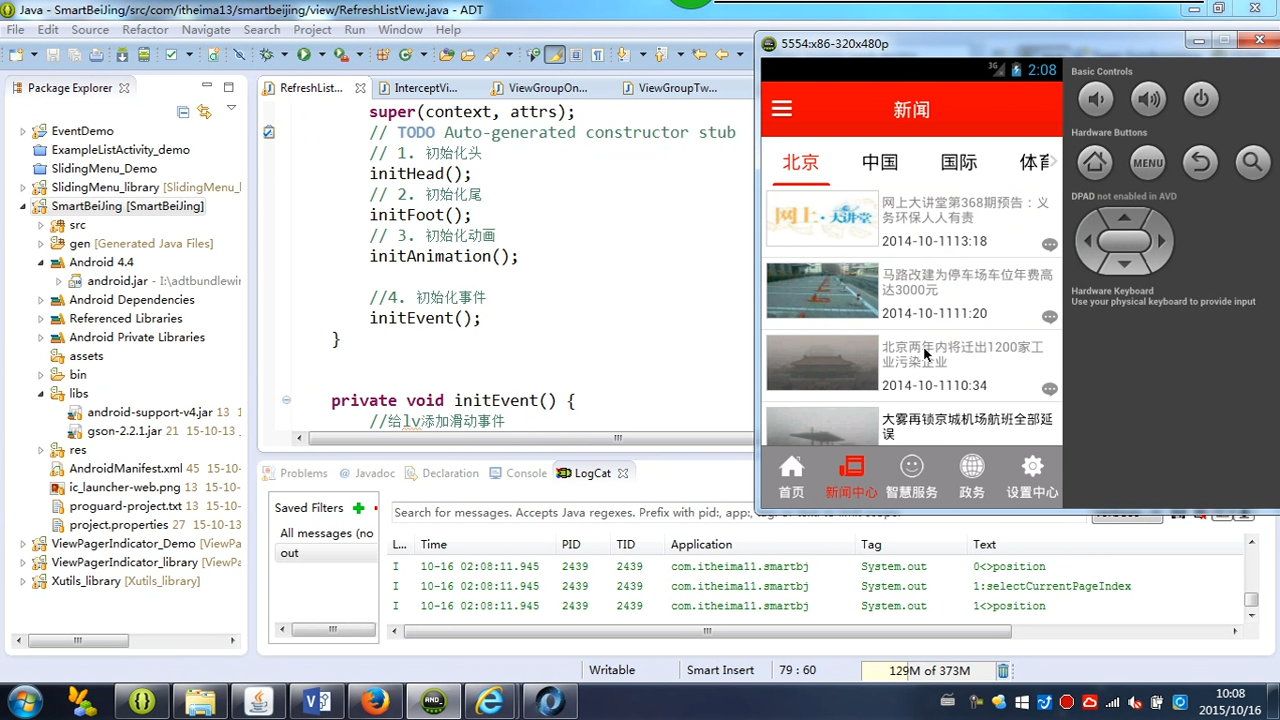 Java - SmartBeiJing/src/com/itheima13/smartbeijing/view/RefreshListView.java - ADT
File Edit Source Refactor Navigate Search Project Run Window Help
Package Explorer
EventDemo
ExampleListActivity_demo
SlidingMenu_Demo
SlidingMenu_library [SlidingMenu_l
SmartBeiJing [SmartBeiJing]
src
gen [Generated Java Files]
Android 4.4
android.jar - I:\adtbundlewin
Android Dependencies
Referenced Libraries
Android Private Libraries
assets
bin
libs
android-support-v4.jar 13 1
gson-2.2.1.jar 21 15-10-13
res
AndroidManifest.xml 45 15-10-
ic_launcher-web.png 13 15-10-
proguard-project.txt 13 15-10-
project.properties 27 15-10-13
ViewPagerIndicator_Demo [ViewPa
ViewPagerIndicator_library [ViewPa
Xutils_library [Xutils_library]
RefreshList... InterceptVi... ViewGroupOn... ViewGroupTw...
super(context, attrs);
// TODO Auto-generated constructor stub
// 1. 初始化头
initHead();
// 2. 初始化尾
initFoot();
// 3. 初始化动画
initAnimation();
//4. 初始化事件
initEvent();
}
private void initEvent() {
//给lv添加滑动事件
5554:x86-320x480p
3G 2:08
新闻
北京 中国 国际 体育
网上·大讲堂
网上大讲堂第368期预告：义
务环保人人有责
2014-10-1113:18
马路改建为停车场车位年费高
达3000元
2014-10-1111:20
北京两年内将迁出1200家工
业污染企业
2014-10-1110:34
大雾再锁京城机场航班全部延
误
首页 新闻中心 智慧服务 政务 设置中心
Basic Controls
Hardware Buttons
MENU
DPAD not enabled in AVD
Hardware Keyboard
Use your physical keyboard to provide input
Problems @ Javadoc Declaration Console LogCat
Saved Filters
All messages (no
out
Search for messages. Accepts Java regexes. Prefix with pid:, app:, tag: or text: to limit scope.
L... Time PID TID Application Tag Text
I 10-16 02:08:11.945 2439 2439 com.itheima11.smartbj System.out 0<>position
I 10-16 02:08:11.945 2439 2439 com.itheima11.smartbj System.out 1:selectCurrentPageIndex
I 10-16 02:08:11.945 2439 2439 com.itheima11.smartbj System.out 1<>position
Writable Smart Insert 79 : 60 129M of 373M
10:08
2015/10/16